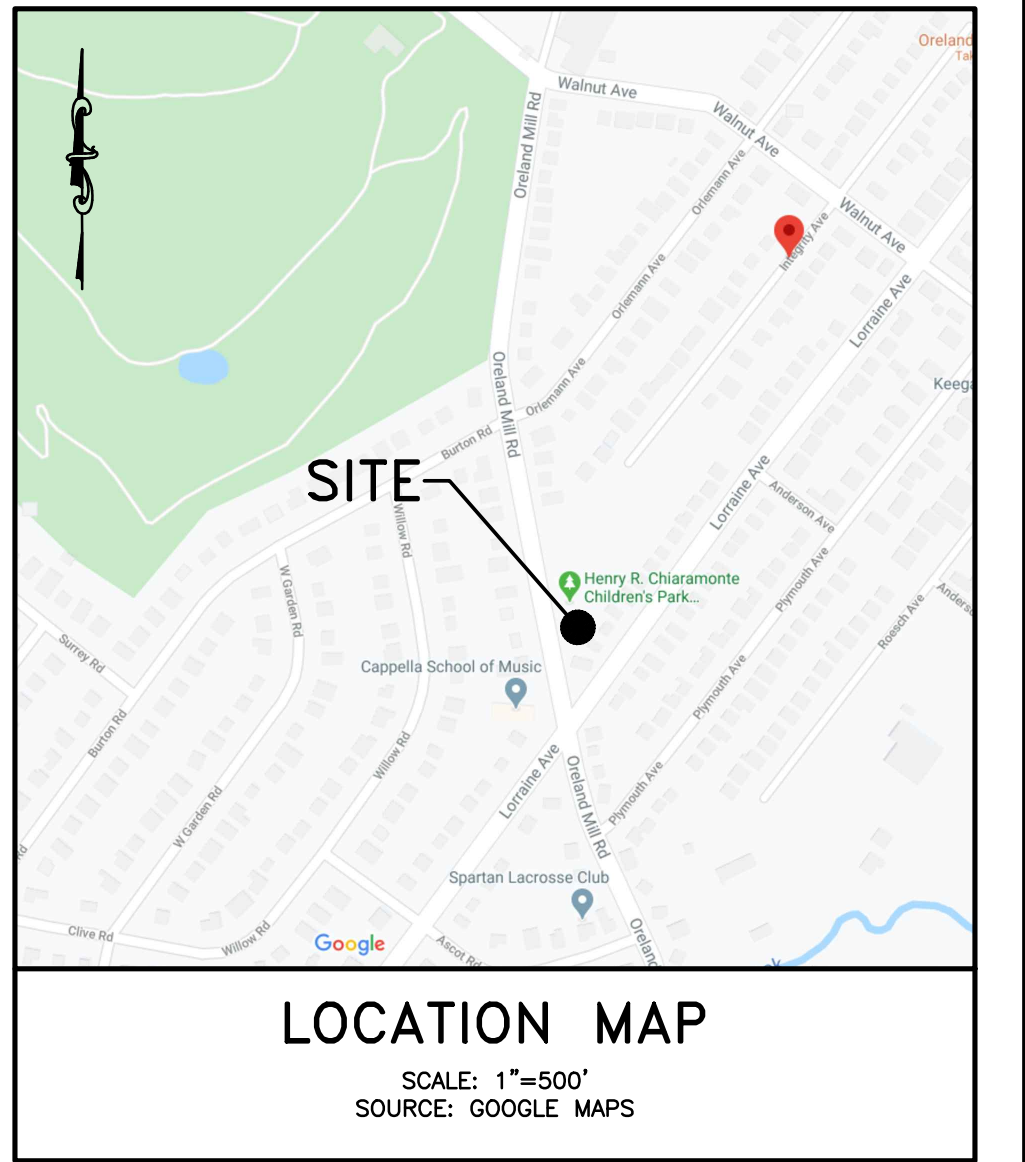 Oreland
Tak
Walnut Ave
Walnut Ave
Oreland Mill Rd
Orlemann Ave
Walnut Ave
Integrity Ave
Orlemann Ave
Lorraine Ave
Oreland Mill Rd
Orlemann Ave
Keega
Burton Rd
SITE
Lorraine Ave
Anderson Ave
Willow Rd
Henry R. Chiaramonte
Children's Park...
Plymouth Ave
W Garden Rd
Anders
Roesch Ave
Surrey Rd
Cappella School of Music
Plymouth Ave
Burton Rd
Willow Rd
Lorraine Ave
Oreland Mill Rd
Plymouth Ave
W Garden Rd
Rd
Spartan Lacrosse Club
Clive Rd
Willow Rd
Google
Ascot Rd
Oreland
LOCATION MAP
SCALE: 1"=500'
SOURCE: GOOGLE MAPS